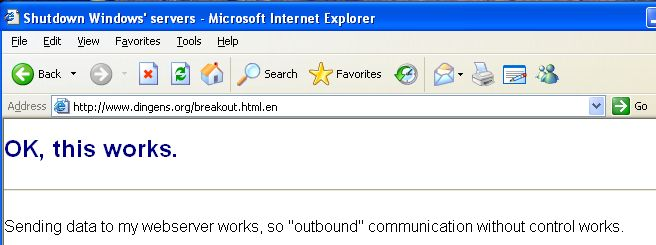 Shutdown Windows' servers - Microsoft Internet Explorer
File Edit View Favorites Tools Help
Back Search Favorites
Address http://www.dingens.org/breakout.html.en Go
OK, this works.
Sending data to my webserver works, so "outbound" communication without control works.